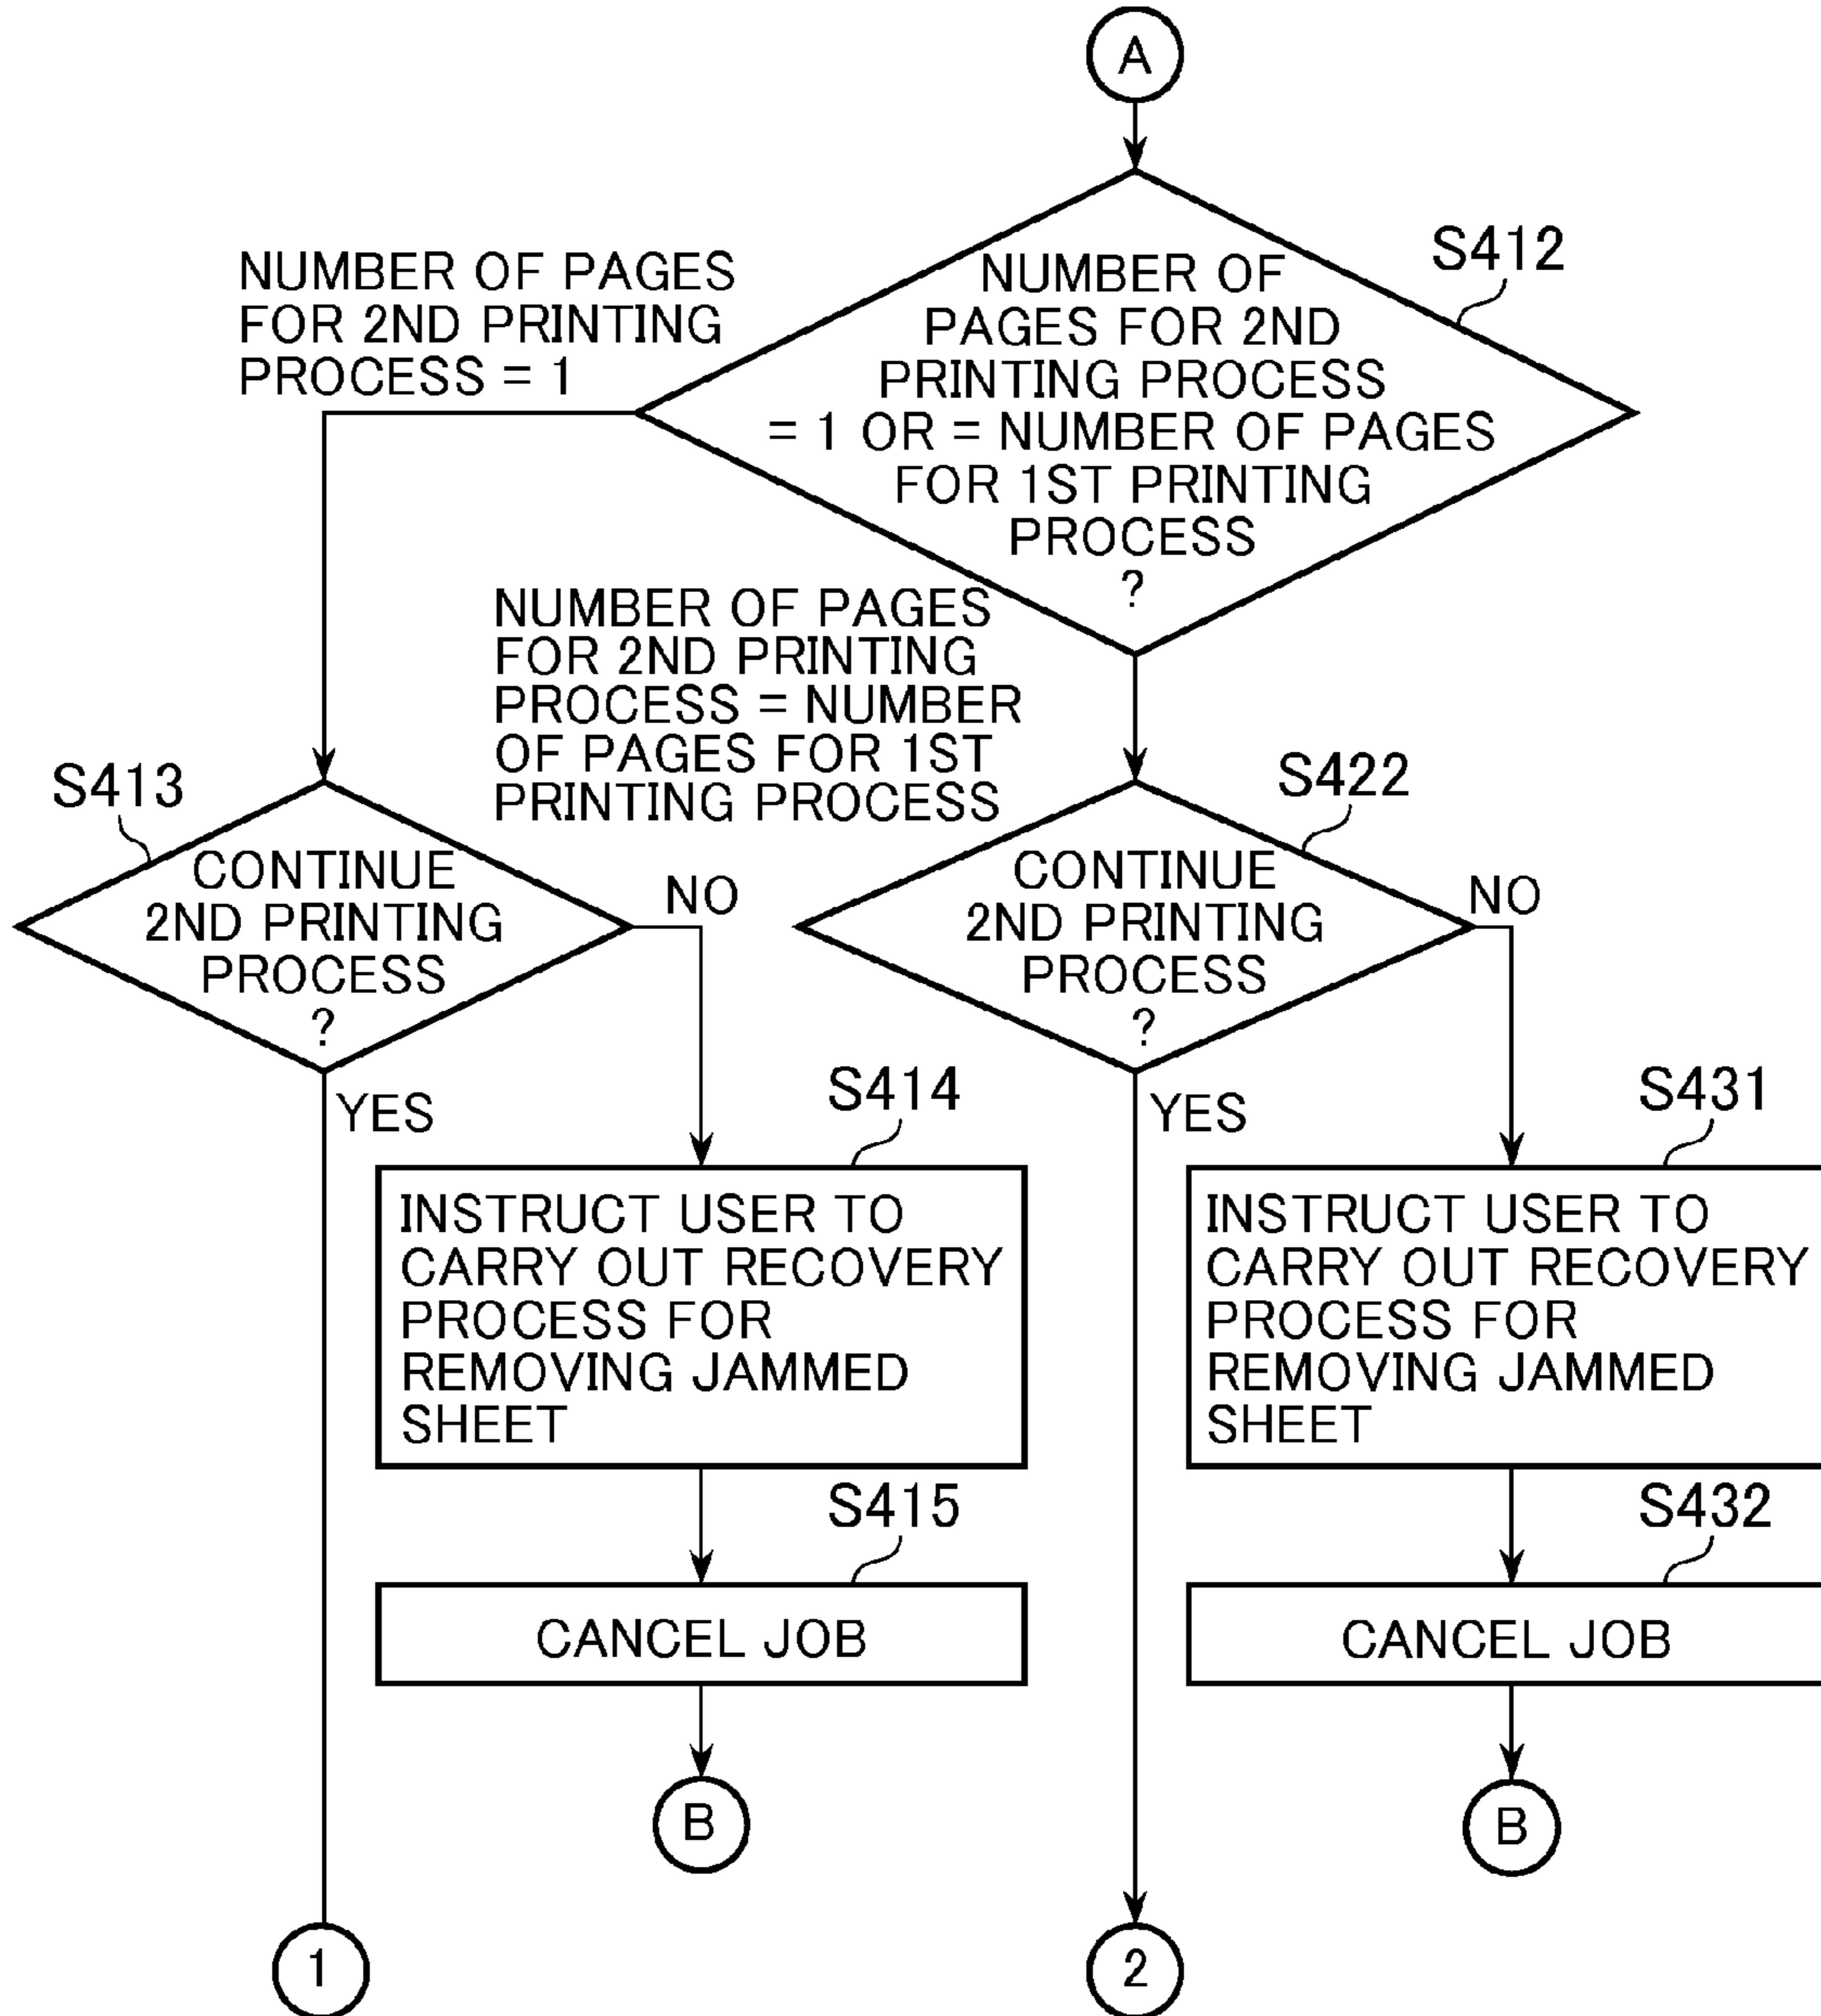 A
S412
NUMBER OF
PAGES FOR 2ND
PRINTING PROCESS
= 1 OR = NUMBER OF PAGES
FOR 1ST PRINTING
PROCESS
?
NUMBER OF PAGES
FOR 2ND PRINTING
PROCESS = 1
NUMBER OF PAGES
FOR 2ND PRINTING
PROCESS = NUMBER
OF PAGES FOR 1ST
PRINTING PROCESS
S413
CONTINUE
2ND PRINTING
PROCESS
?
NO
YES
S422
CONTINUE
2ND PRINTING
PROCESS
?
NO
YES
S414
INSTRUCT USER TO
CARRY OUT RECOVERY
PROCESS FOR
REMOVING JAMMED
SHEET
S431
INSTRUCT USER TO
CARRY OUT RECOVERY
PROCESS FOR
REMOVING JAMMED
SHEET
S415
CANCEL JOB
S432
CANCEL JOB
B
B
1
2